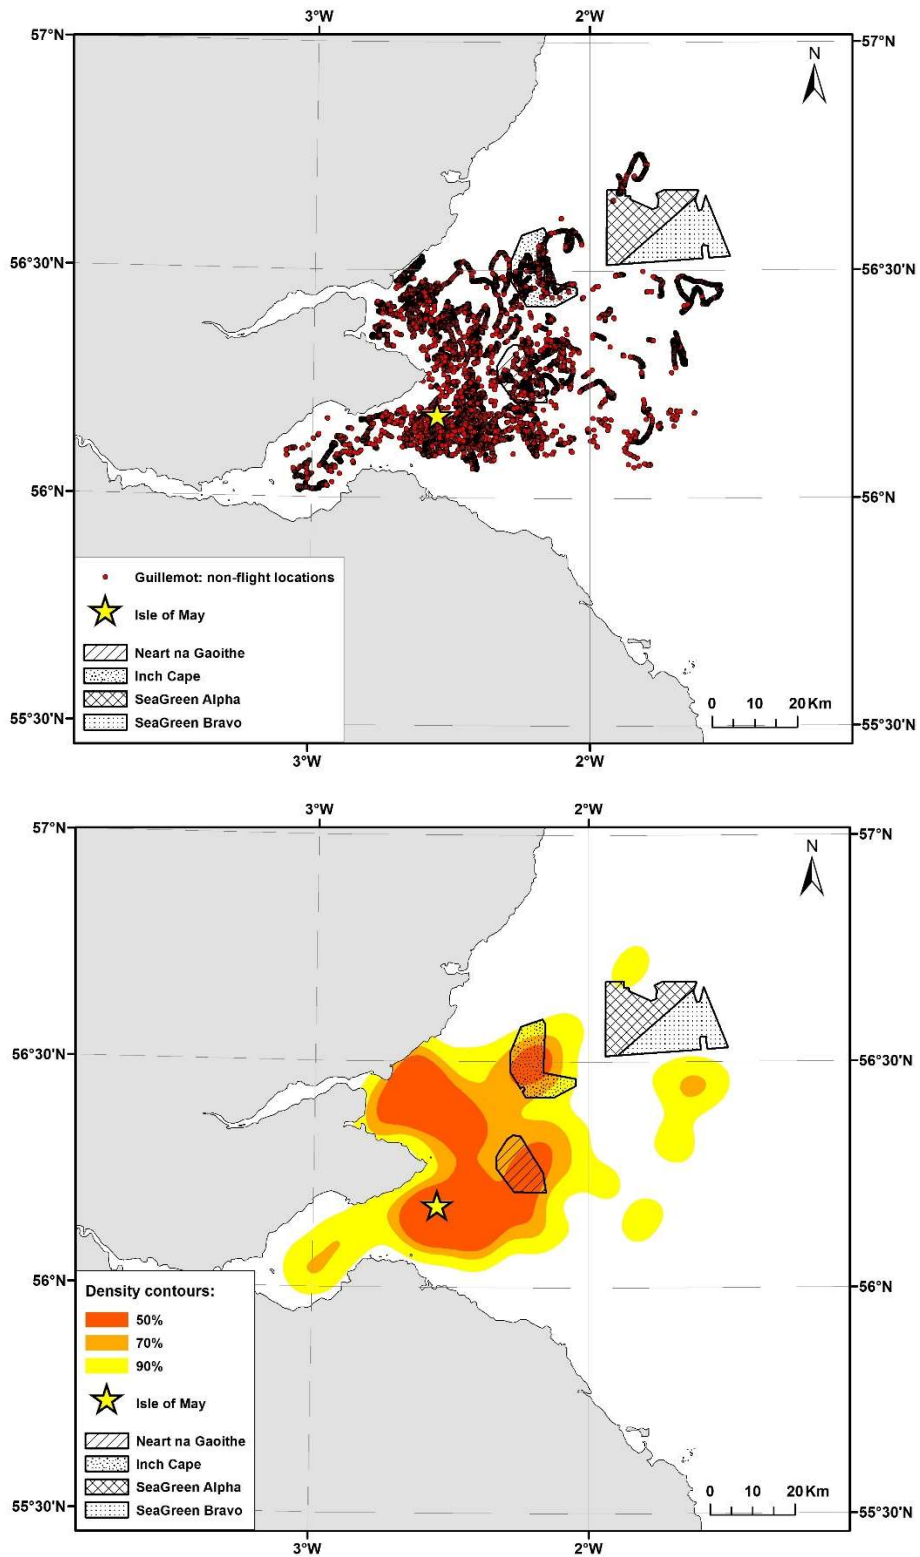 3°W 2°W
57°N 57°N
N
56°30'N 56°30'N
56°N 56°N
Guillemot: non-flight locations
Isle of May
Neart na Gaoithe
Inch Cape
SeaGreen Alpha
SeaGreen Bravo
0 10 20 Km
55°30'N 55°30'N
3°W 2°W
3°W 2°W
57°N 57°N
N
56°30'N 56°30'N
56°N 56°N
Density contours:
50%
70%
90%
Isle of May
Neart na Gaoithe
Inch Cape
SeaGreen Alpha
SeaGreen Bravo
0 10 20 Km
55°30'N 55°30'N
3°W 2°W